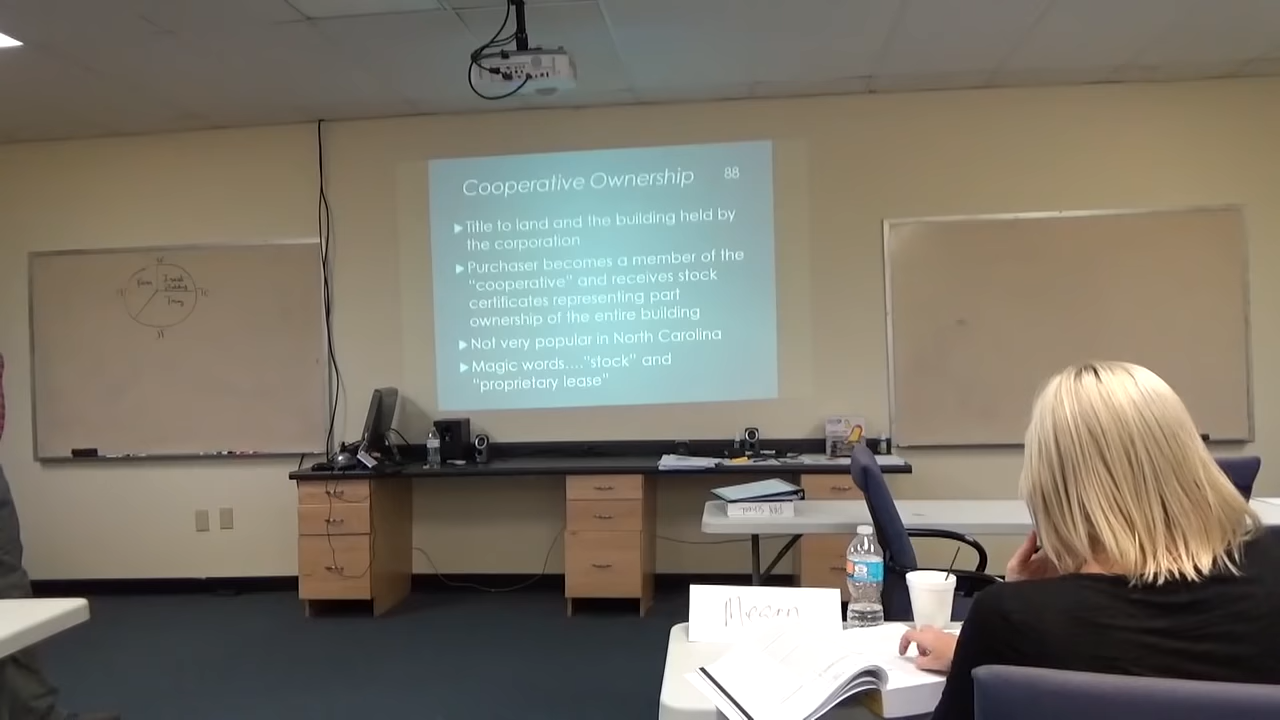 Cooperative Ownership 88
▶Title to land and the building held by
the corporation
▶Purchaser becomes a member of the
"cooperative" and receives stock
certificates representing part
ownership of the entire building
▶Not very popular in North Carolina
▶Magic words...."stock" and
"proprietary lease"